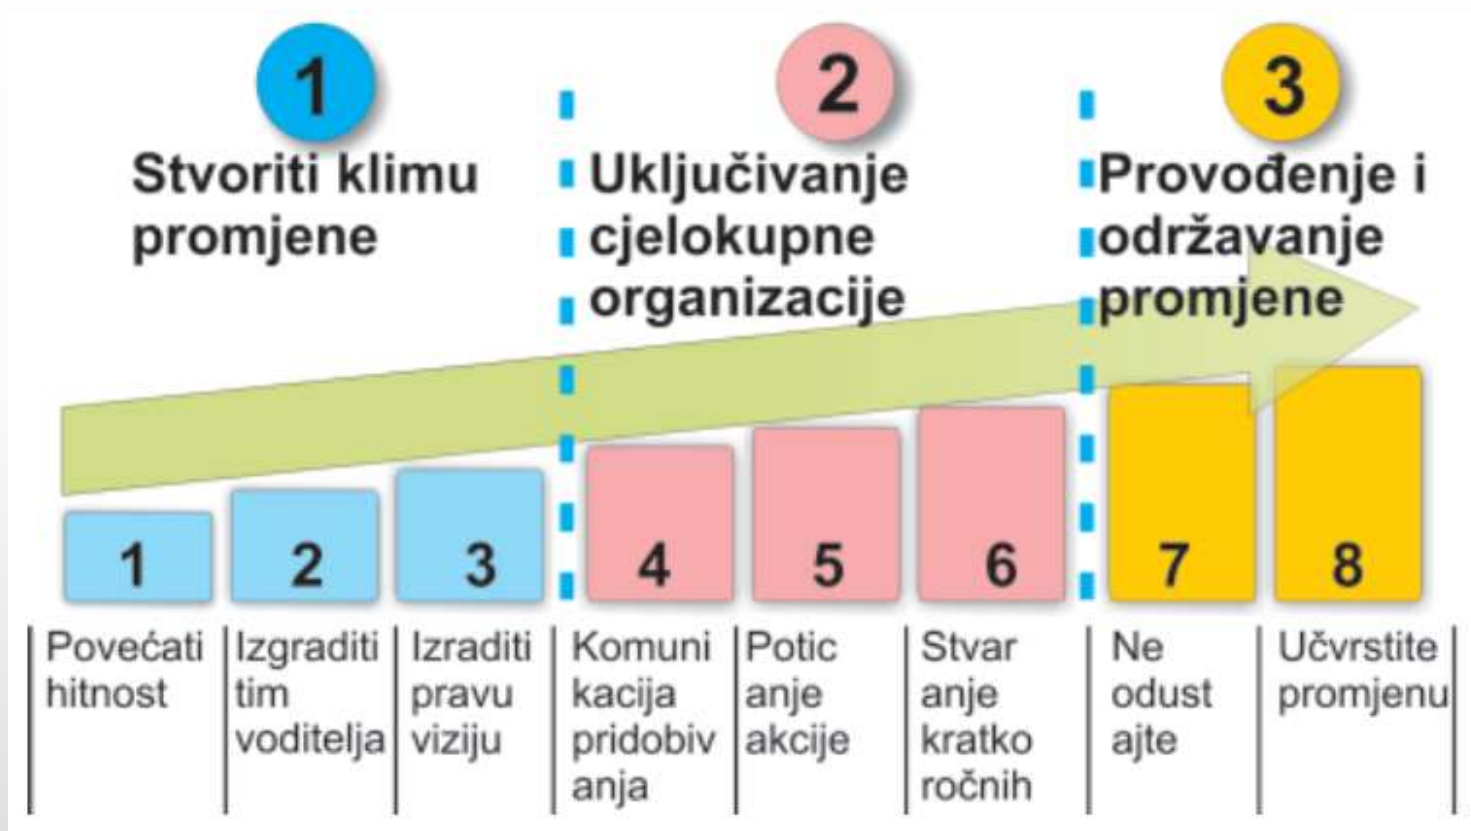 1
Stvoriti klimu
promjene
2
Uključivanje
cjelokupne
organizacije
3
Provođenje i
održavanje
promjene
1
2
3
4
5
6
7
8
Povećati
hitnost
Izgraditi
tim
voditelja
Izraditi
pravu
viziju
Komuni
kacija
pridobiv
anja
Potic
anje
akcije
Stvar
anje
kratko
ročnih
Ne
odust
ajte
Učvrstite
promjenu